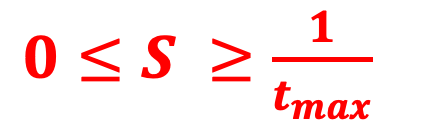 0 ≤ S ≥ 1/t_max